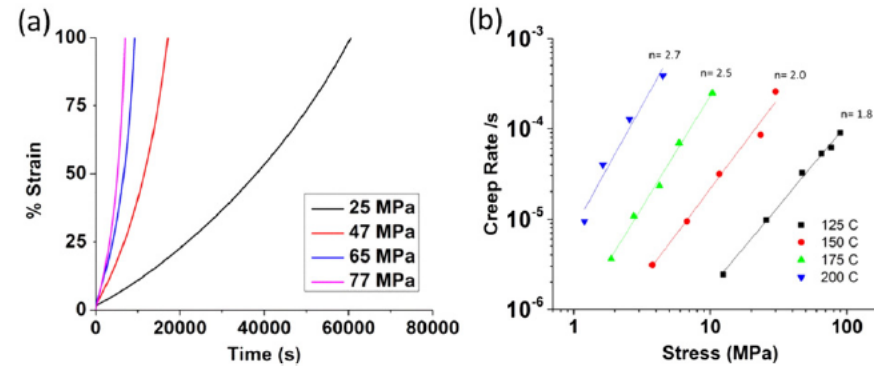 (a)
100
75
50
25
0
% Strain
0 20000 40000 60000 80000
Time (s)
25 MPa
47 MPa
65 MPa
77 MPa
(b)
10-3
10-4
10-5
10-6
Creep Rate /s
n= 2.7
n= 2.5
n= 2.0
n= 1.8
125 C
150 C
175 C
200 C
1 10 100
Stress (MPa)